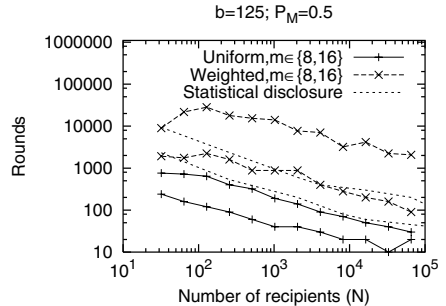 b=125; P_M=0.5
1000000
100000
10000
1000
100
10
Rounds
Uniform,m∈{8,16}
Weighted,m∈{8,16}
Statistical disclosure
10^1 10^2 10^3 10^4 10^5
Number of recipients (N)